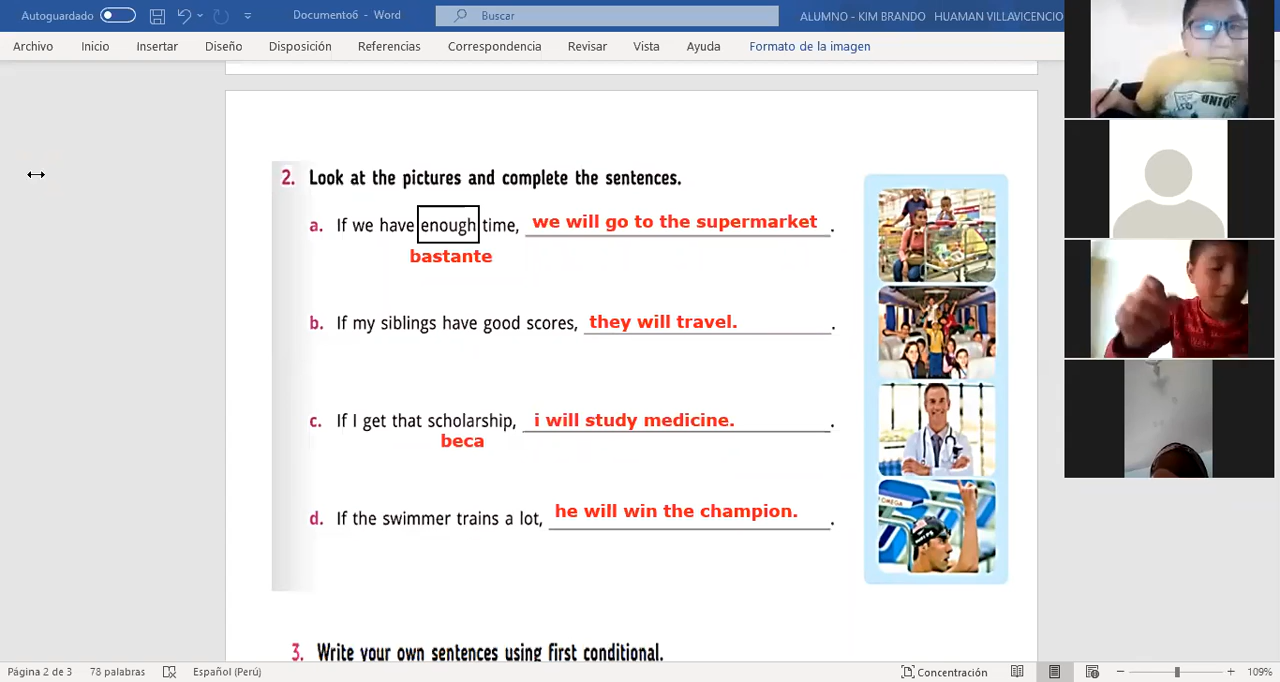 Autoguardado
Documento6 - Word
Buscar
ALUMNO - KIM BRANDO HUAMAN VILLAVICENCIO
Archivo Inicio Insertar Diseño Disposición Referencias Correspondencia Revisar Vista Ayuda Formato de la imagen
2. Look at the pictures and complete the sentences.
a. If we have enough time, we will go to the supermarket.
bastante
b. If my siblings have good scores, they will travel. .
c. If I get that scholarship, i will study medicine. .
beca
d. If the swimmer trains a lot, he will win the champion. .
OMEGA
3. Write your own sentences using first conditional.
Página 2 de 3 78 palabras Español (Perú) Concentración 109%